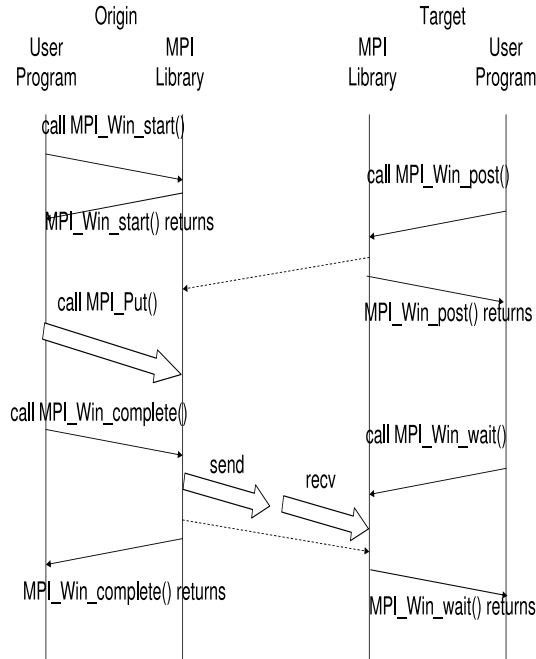 Origin
Target
User
Program
MPI
Library
MPI
Library
User
Program
call MPI_Win_start()
call MPI_Win_post()
MPI_Win_start() returns
call MPI_Put()
MPI_Win_post() returns
call MPI_Win_complete()
call MPI_Win_wait()
send
recv
MPI_Win_complete() returns
MPI_Win_wait() returns